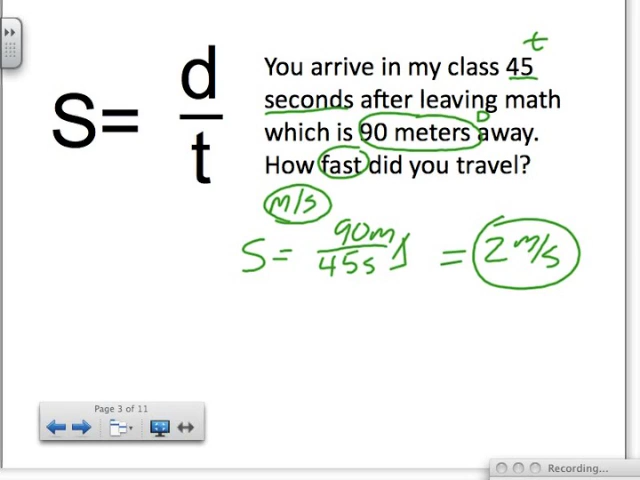 t
S= d
t
You arrive in my class 45
seconds after leaving math
D
which is 90 meters away.
How fast did you travel?
m/s
S = 90m
45s
= 2 m/s
Page 3 of 11
Recording...